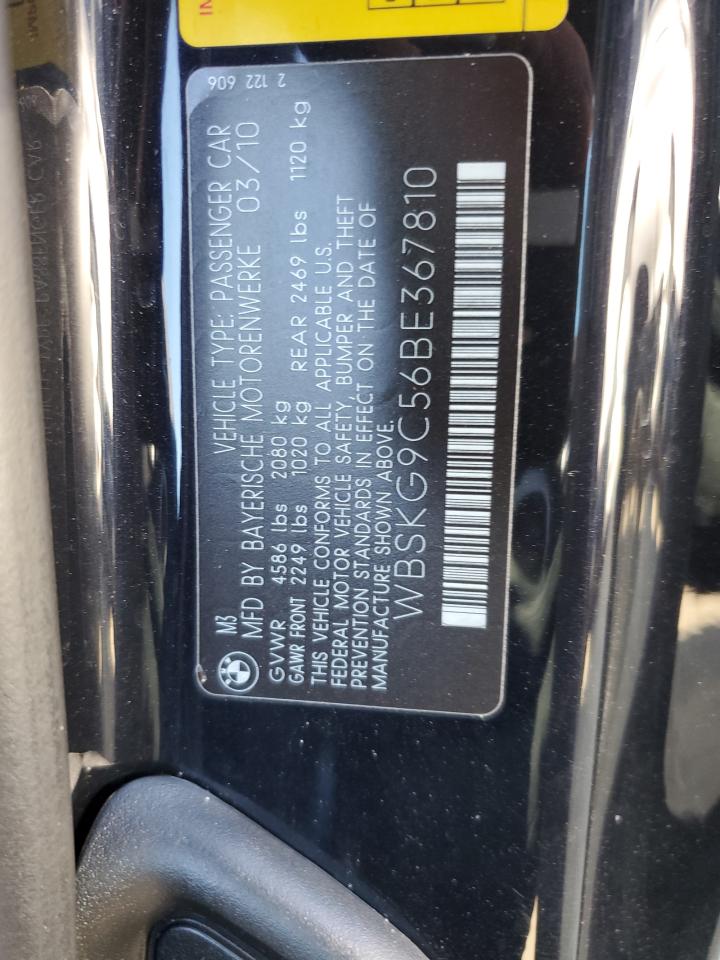 2 122 606
VEHICLE TYPE: PASSENGER CAR
M3
MFD BY BAYERISCHE MOTORENWERKE 03/10
GVWR 4586 lbs 2080 kg
GAWR FRONT 2249 lbs 1020 kg REAR 2469 lbs 1120 kg
THIS VEHICLE CONFORMS TO ALL APPLICABLE U.S.
FEDERAL MOTOR VEHICLE SAFETY, BUMPER AND THEFT
PREVENTION STANDARDS IN EFFECT ON THE DATE OF
MANUFACTURE SHOWN ABOVE.
WBSKG9C56BE367810